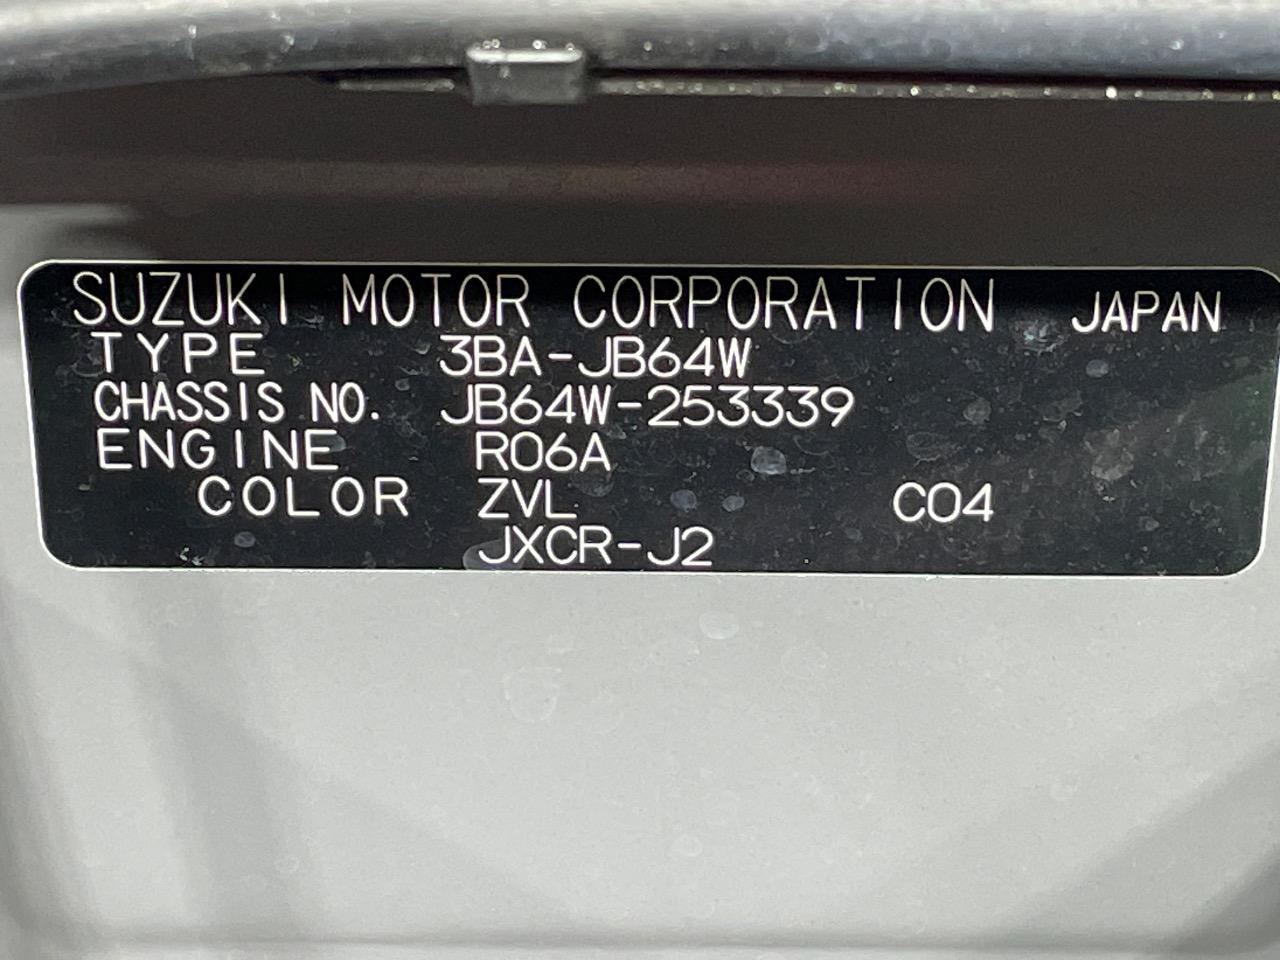 SUZUKI MOTOR CORPORATION JAPAN
TYPE 3BA-JB64W
CHASSIS NO. JB64W-253339
ENGINE R06A
COLOR ZVL C04
JXCR-J2